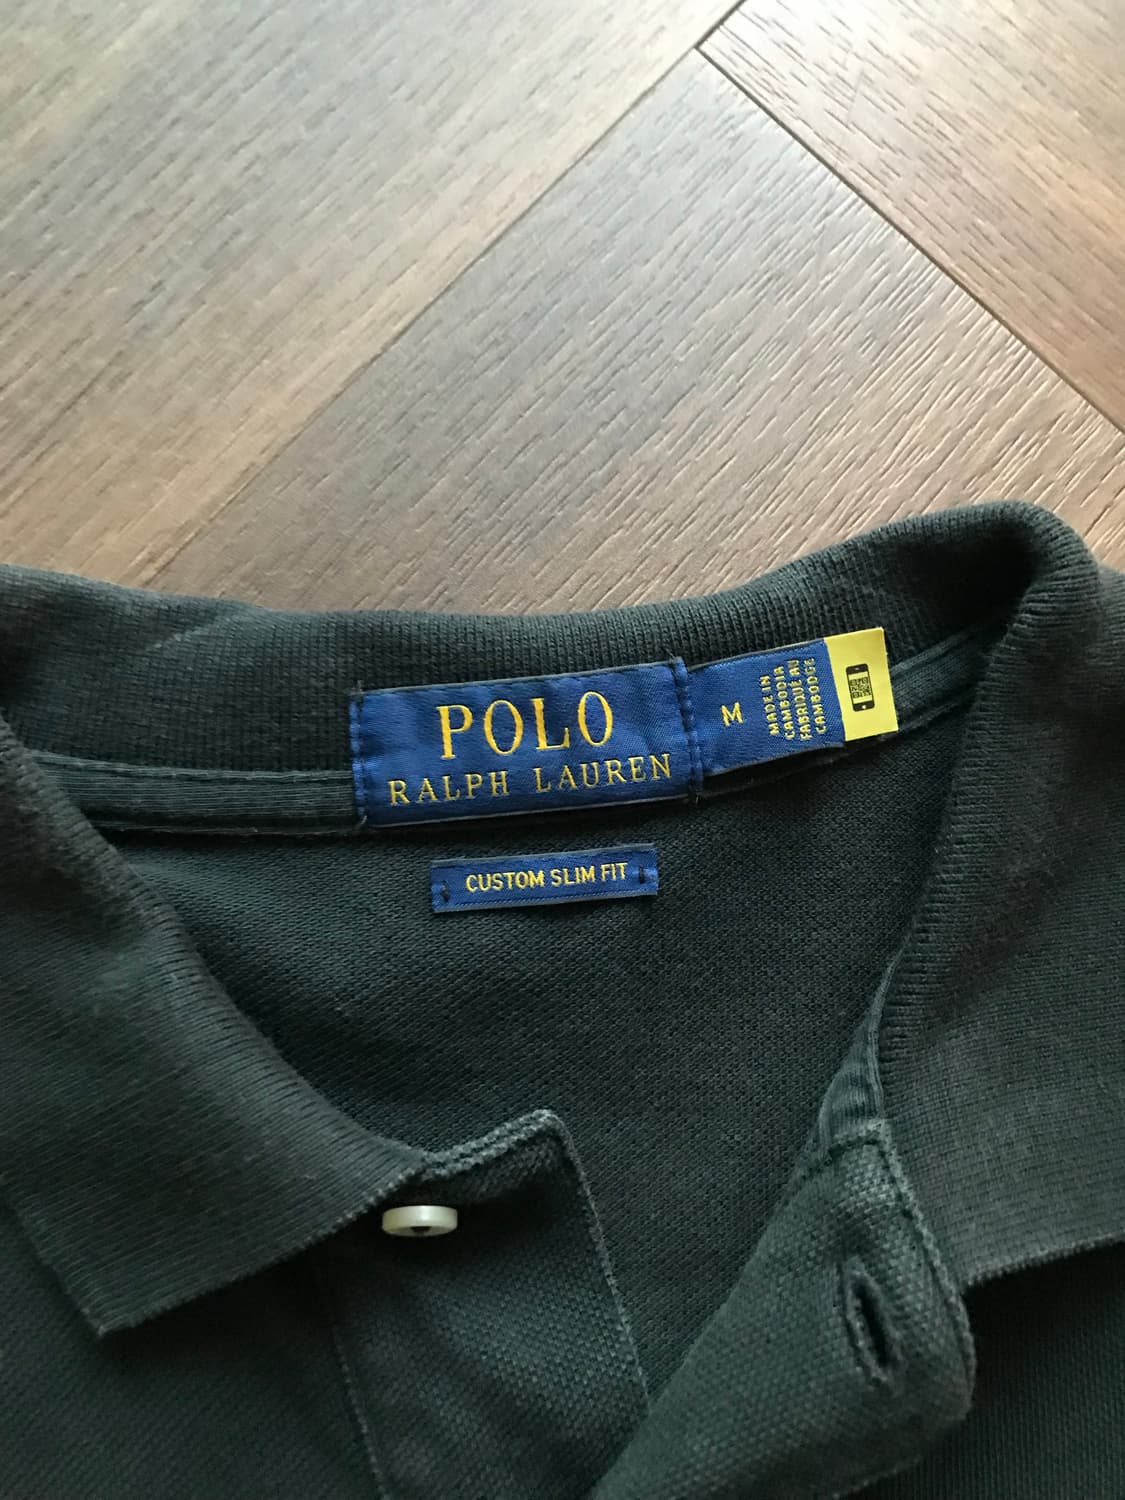 POLO
RALPH LAUREN
M
MADE IN
CAMBODIA
FABRIQUÉ AU
CAMBODGE
CUSTOM SLIM FIT